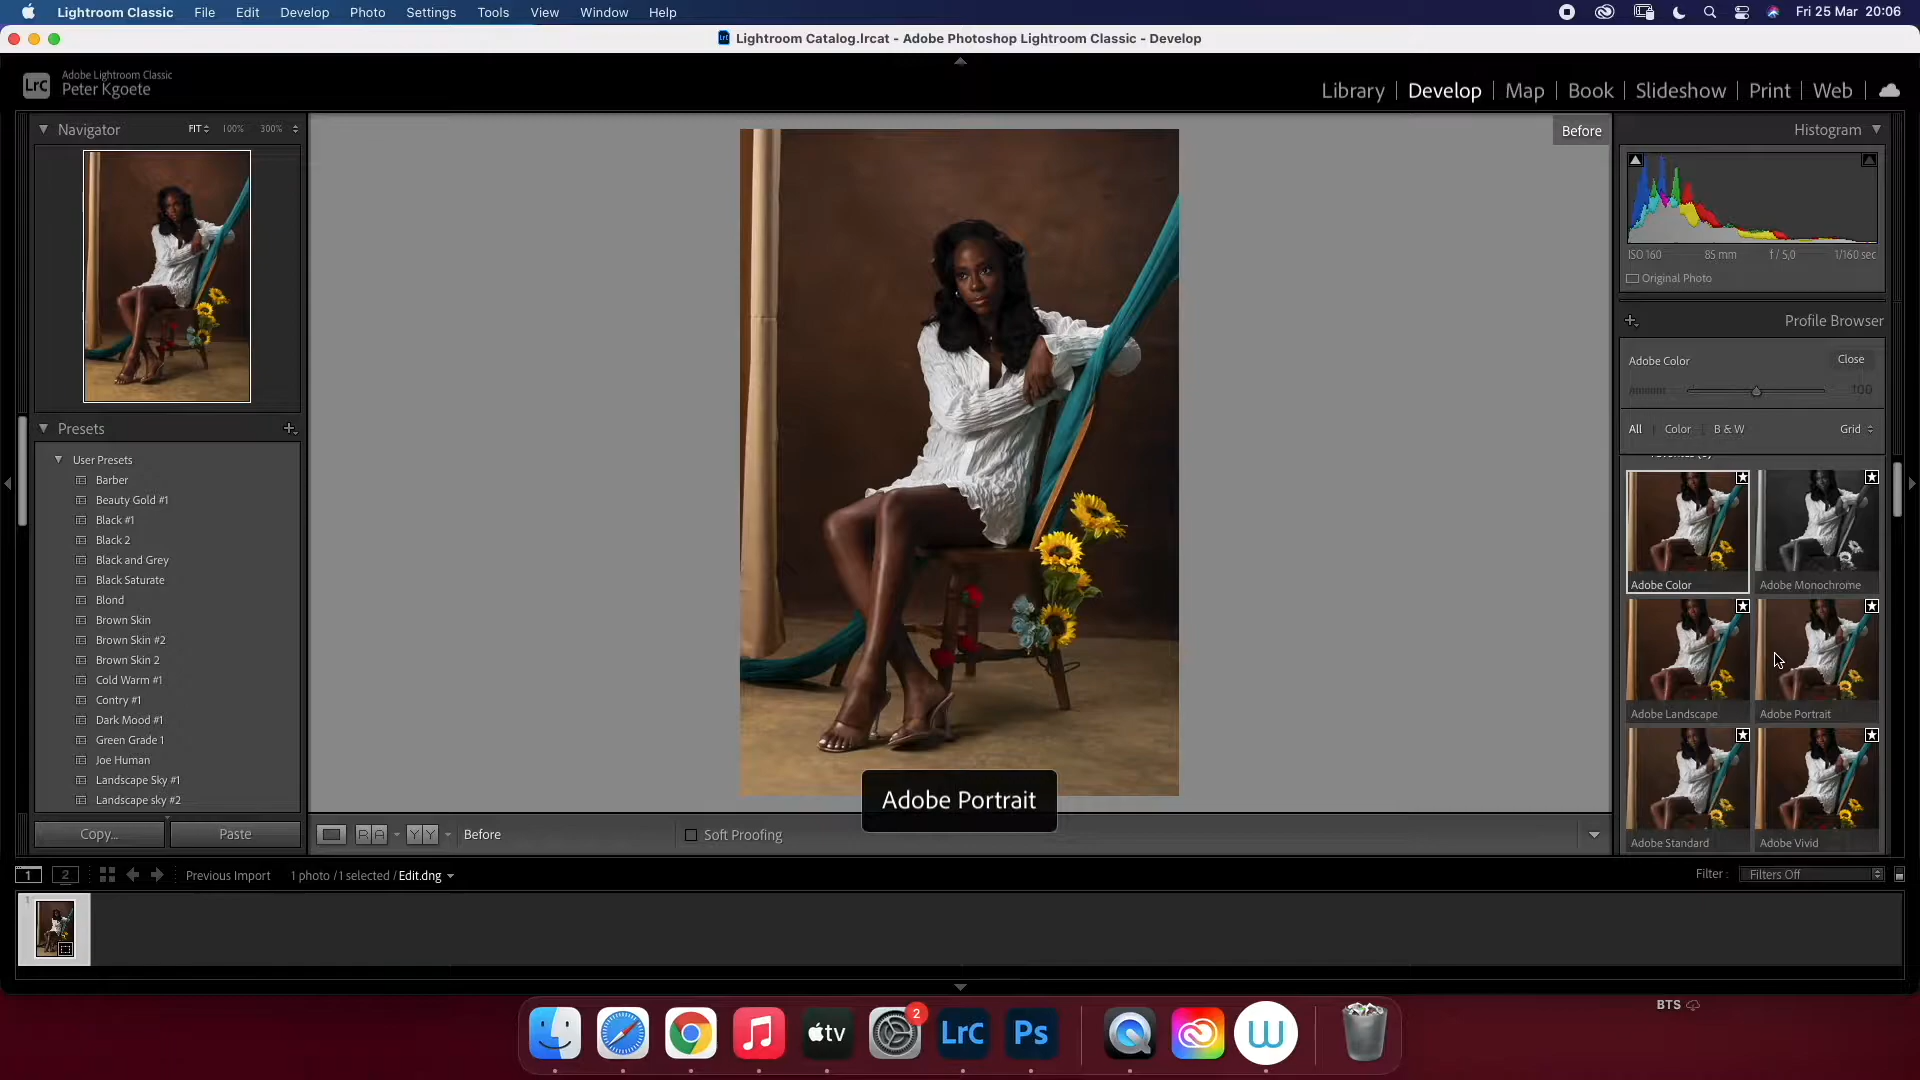 Lightroom Classic File Edit Develop Photo Settings Tools View Window Help Fri 25 Mar 20:06
Lightroom Catalog.lrcat - Adobe Photoshop Lightroom Classic - Develop
LrC
Adobe Lightroom Classic
Peter Kgoete
Library Develop Map Book Slideshow Print Web
Navigator FIT 100% 300%
Before
Histogram
ISO 160 85 mm f / 5,0 1/160 sec
Original Photo
Profile Browser
Adobe Color Close
Amount 100
All Color B & W Grid
Adobe Color Adobe Monochrome
Adobe Landscape Adobe Portrait
Adobe Standard Adobe Vivid
Presets
User Presets
Barber
Beauty Gold #1
Black #1
Black 2
Black and Grey
Black Saturate
Blond
Brown Skin
Brown Skin #2
Brown Skin 2
Cold Warm #1
Contry #1
Dark Mood #1
Green Grade 1
Joe Human
Landscape Sky #1
Landscape sky #2
Adobe Portrait
Copy... Paste
R A Y Y Before Soft Proofing
1 2 Previous Import 1 photo / 1 selected / Edit.dng Filter : Filters Off
1
BTS
2
tv LrC Ps W